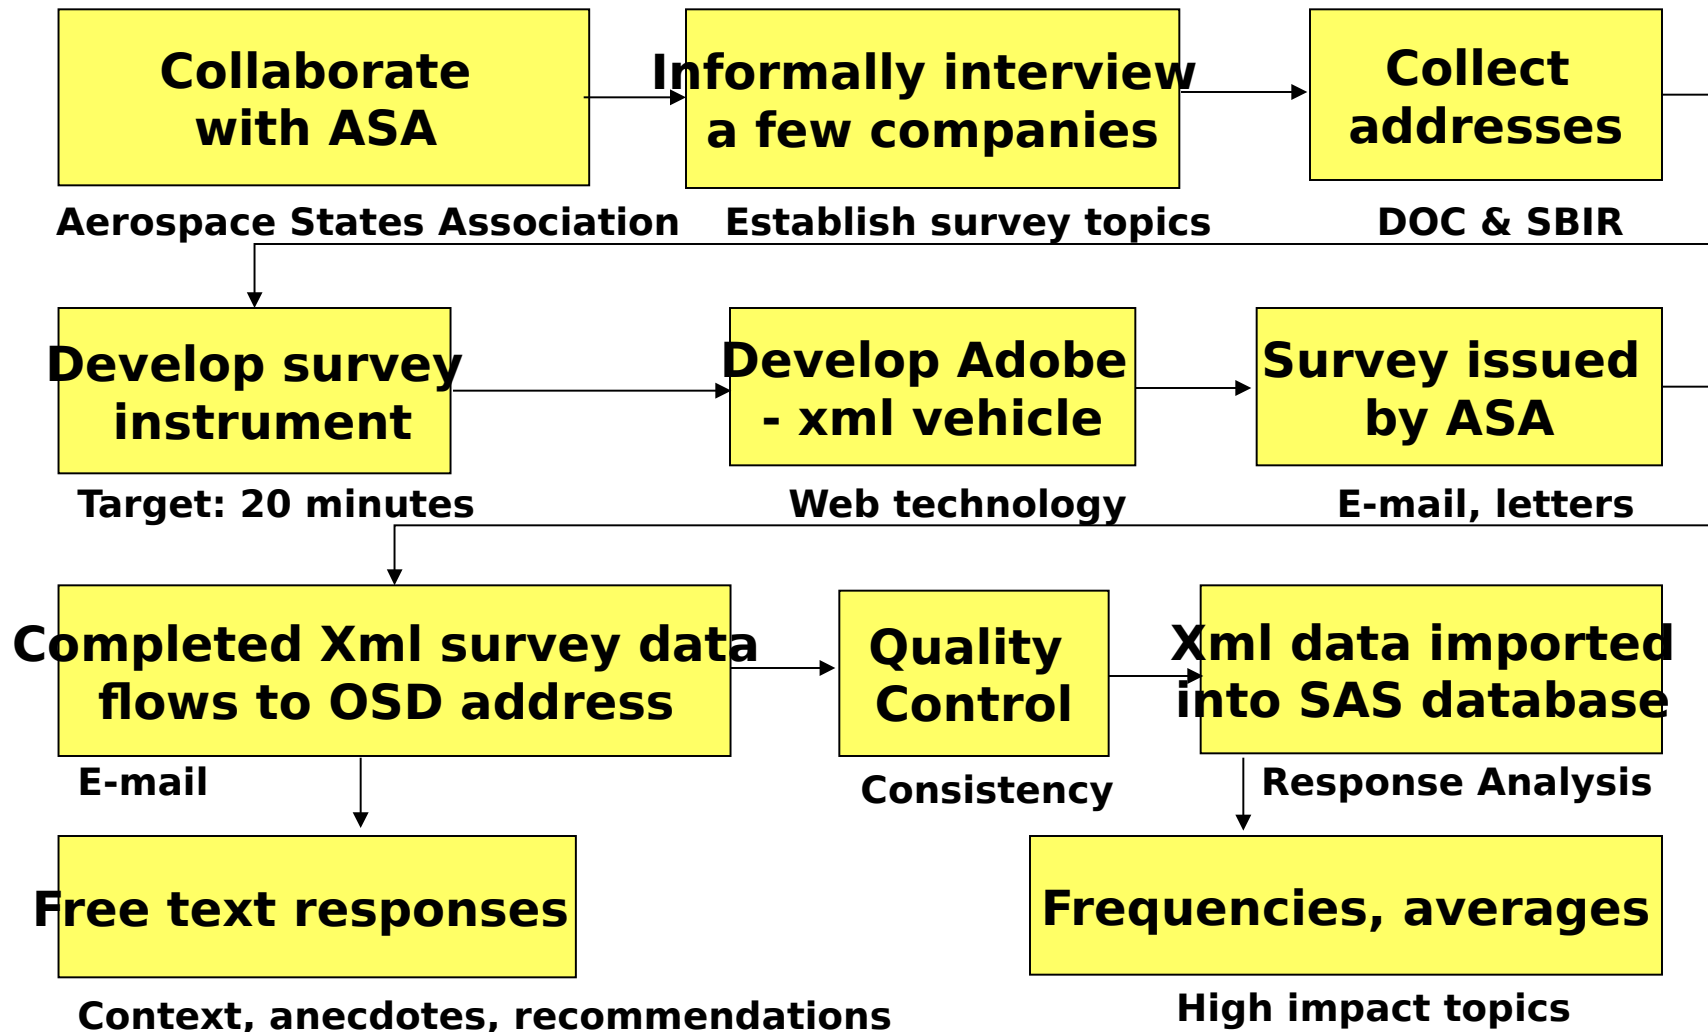 Collaborate
with ASA
Informally interview
a few companies
Collect
addresses
Aerospace States Association
Establish survey topics
DOC & SBIR
Develop survey
instrument
Develop Adobe
- xml vehicle
Survey issued
by ASA
Target: 20 minutes
Web technology
E-mail, letters
Completed Xml survey data
flows to OSD address
Quality
Control
Xml data imported
into SAS database
E-mail
Consistency
Response Analysis
Free text responses
Frequencies, averages
Context, anecdotes, recommendations
High impact topics